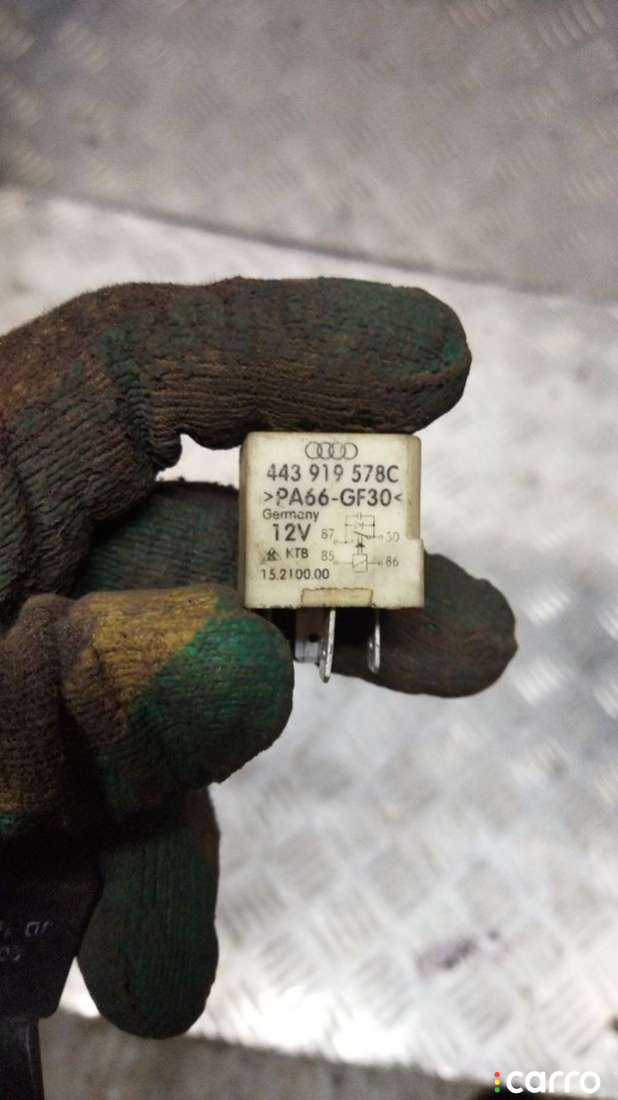 443 919 578C
>PA66-GF30<
Germany
12V
87
30
KTB
85
86
15.2100.00
carro